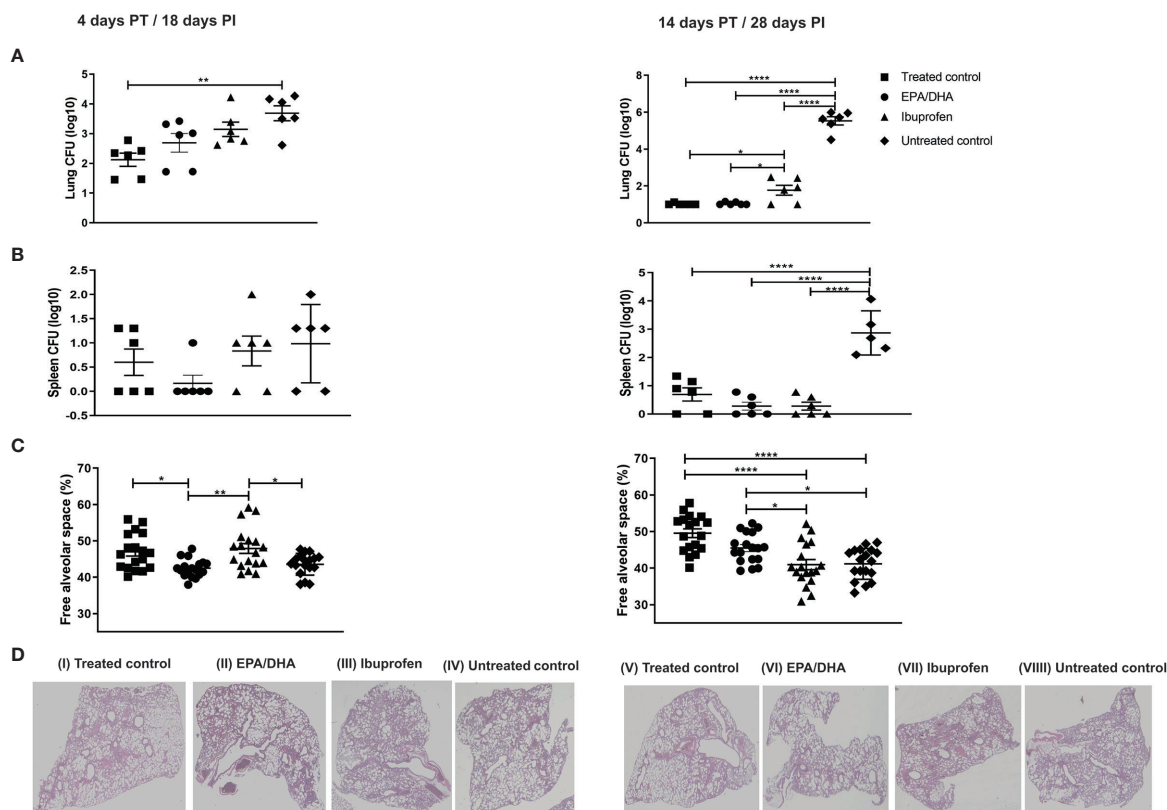 4 days PT / 18 days PI
14 days PT / 28 days PI
A
Lung CFU (log10)
5
4
3
2
1
0
**
Lung CFU (log10)
8
6
4
2
0
****
****
****
*
*
Treated control
EPA/DHA
Ibuprofen
Untreated control
B
Spleen CFU (log10)
2.5
2.0
1.5
1.0
0.5
0.0
-0.5
Spleen CFU (log10)
5
4
3
2
1
0
****
****
****
C
Free alveolar space (%)
70
60
50
40
30
*
**
*
Free alveolar space (%)
70
60
50
40
30
****
****
*
*
D
(I) Treated control
(II) EPA/DHA
(III) Ibuprofen
(IV) Untreated control
(V) Treated control
(VI) EPA/DHA
(VII) Ibuprofen
(VIIII) Untreated control